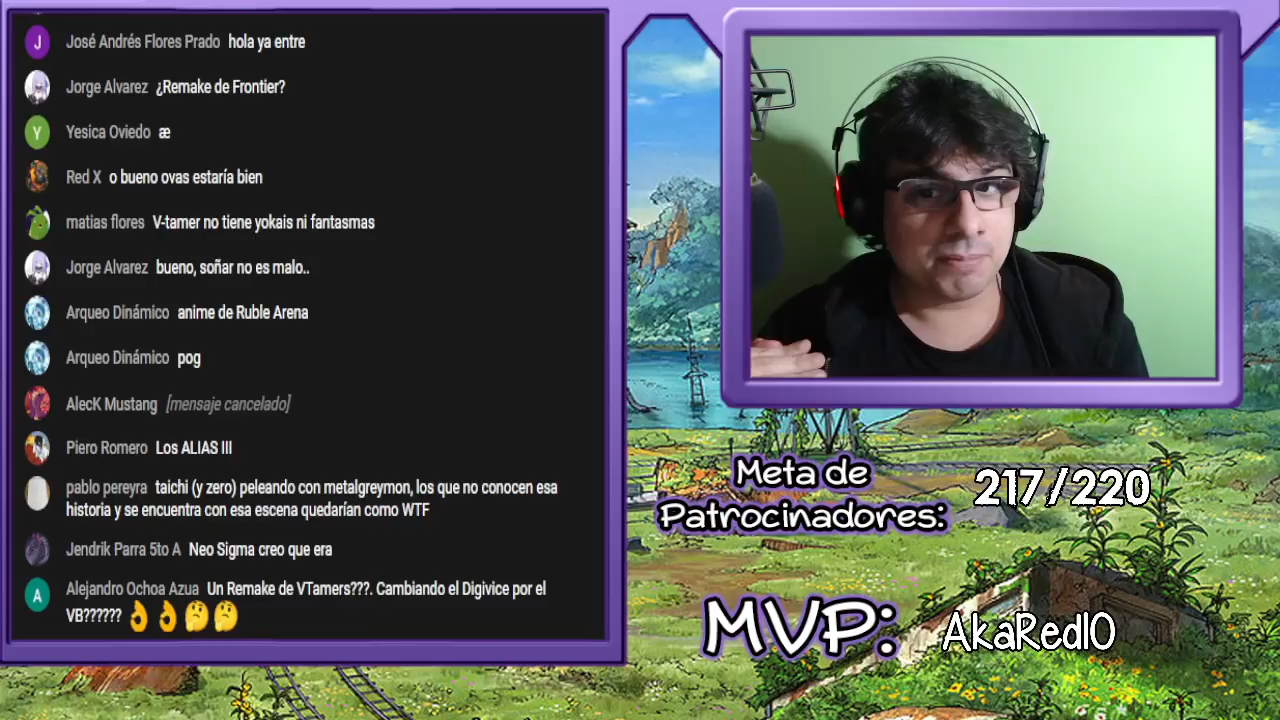 J José Andrés Flores Prado hola ya entre
Jorge Alvarez ¿Remake de Frontier?
Y Yesica Oviedo æ
Red X o bueno ovas estaría bien
matias flores V-tamer no tiene yokais ni fantasmas
Jorge Alvarez bueno, soñar no es malo..
Arqueo Dinámico anime de Ruble Arena
Arqueo Dinámico pog
AlecK Mustang [mensaje cancelado]
Piero Romero Los ALIAS III
pablo pereyra taichi (y zero) peleando con metalgreymon, los que no conocen esa
historia y se encuentra con esa escena quedarían como WTF
Jendrik Parra 5to A Neo Sigma creo que era
A Alejandro Ochoa Azua Un Remake de VTamers???. Cambiando el Digivice por el
VB?????? 👌 👌 🤔 🤔
Meta de
Patrocinadores: 217/220
MVP: AkaRed10